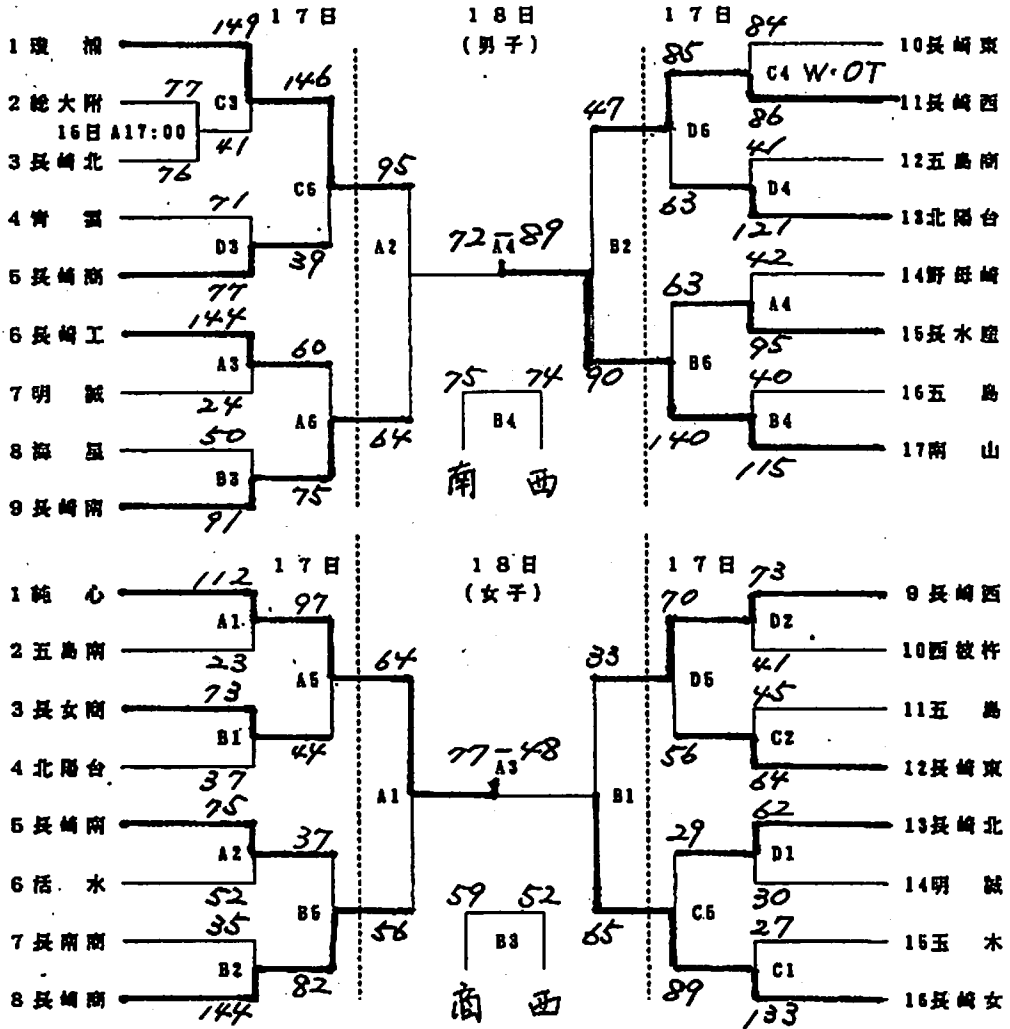 17日 18日 17日
(男子)
1 瓊浦 149 146 95
2 総大附 77
16日 A17:00
C3 41
3 長崎北 76
C5
4 青雲 71
D3 39
5 長崎商 77
A2
6 長崎工 144
A3 60
7 明誠 24
A5 64
8 海星 50
B3 75
9 長崎南 91
72-89
A4
75 74
B4
南 西
84 10長崎東
85 C4 W・OT
86 11長崎西
47 D5
41 12五島商
63 D4
121 13北陽台
B2
42 14野母崎
63 A4
95 15長水産
90 B5
40 16五島
140 B4
115 17南山
17日 18日 17日
(女子)
1 純心 112
A1 97
2 五島南 23
A5 64
3 長女商 73
B1 44
4 北陽台 37
A1
5 長崎南 75
A2 37
6 活水 52
B5 56
7 長南商 35
B2 82
8 長崎商 144
77-48
A3
59 52
B3
商 西
73 9長崎西
70 D2
41 10西彼杵
33 D5
45 11五島
56 C2
64 12長崎東
B1
62 13長崎北
29 D1
30 14明誠
65 C5
27 15玉木
89 C1
133 16長崎女